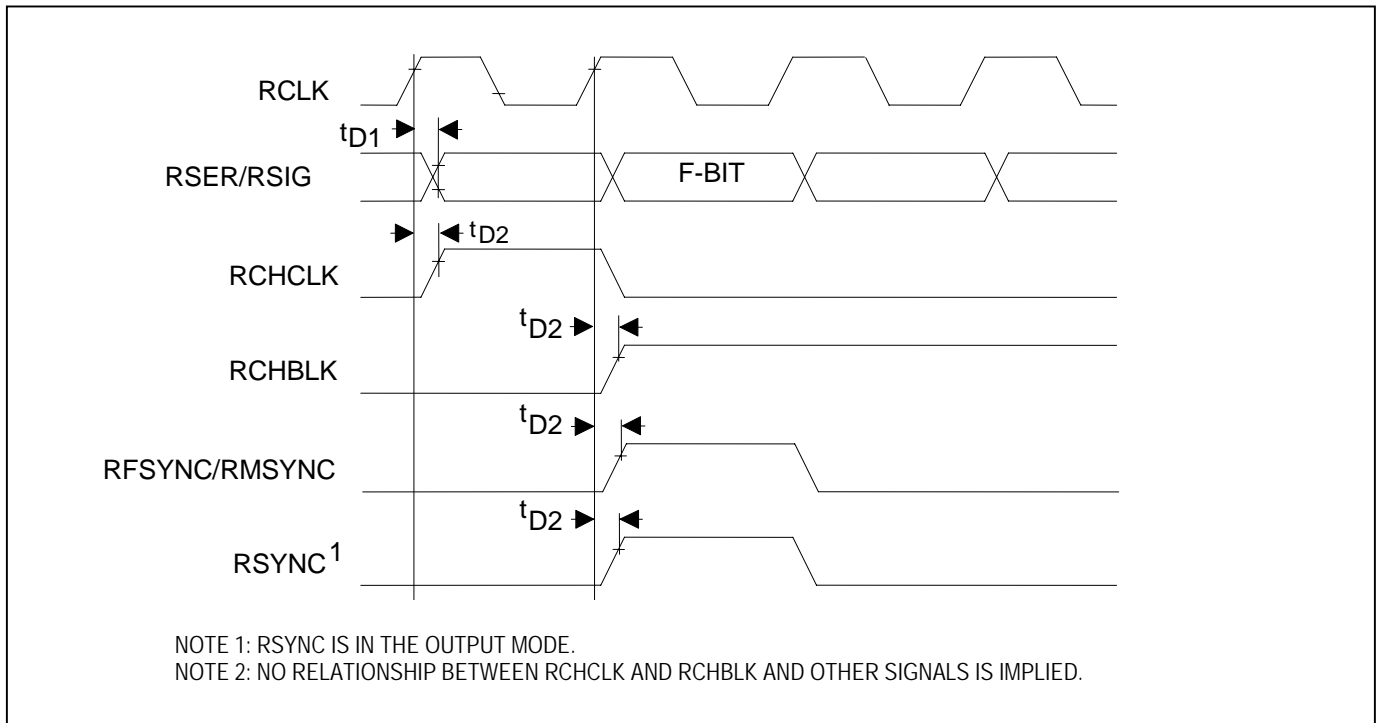 RCLK
tD1
RSER/RSIG
F-BIT
tD2
RCHCLK
tD2
RCHBLK
tD2
RFSYNC/RMSYNC
tD2
RSYNC1
NOTE 1: RSYNC IS IN THE OUTPUT MODE.
NOTE 2: NO RELATIONSHIP BETWEEN RCHCLK AND RCHBLK AND OTHER SIGNALS IS IMPLIED.